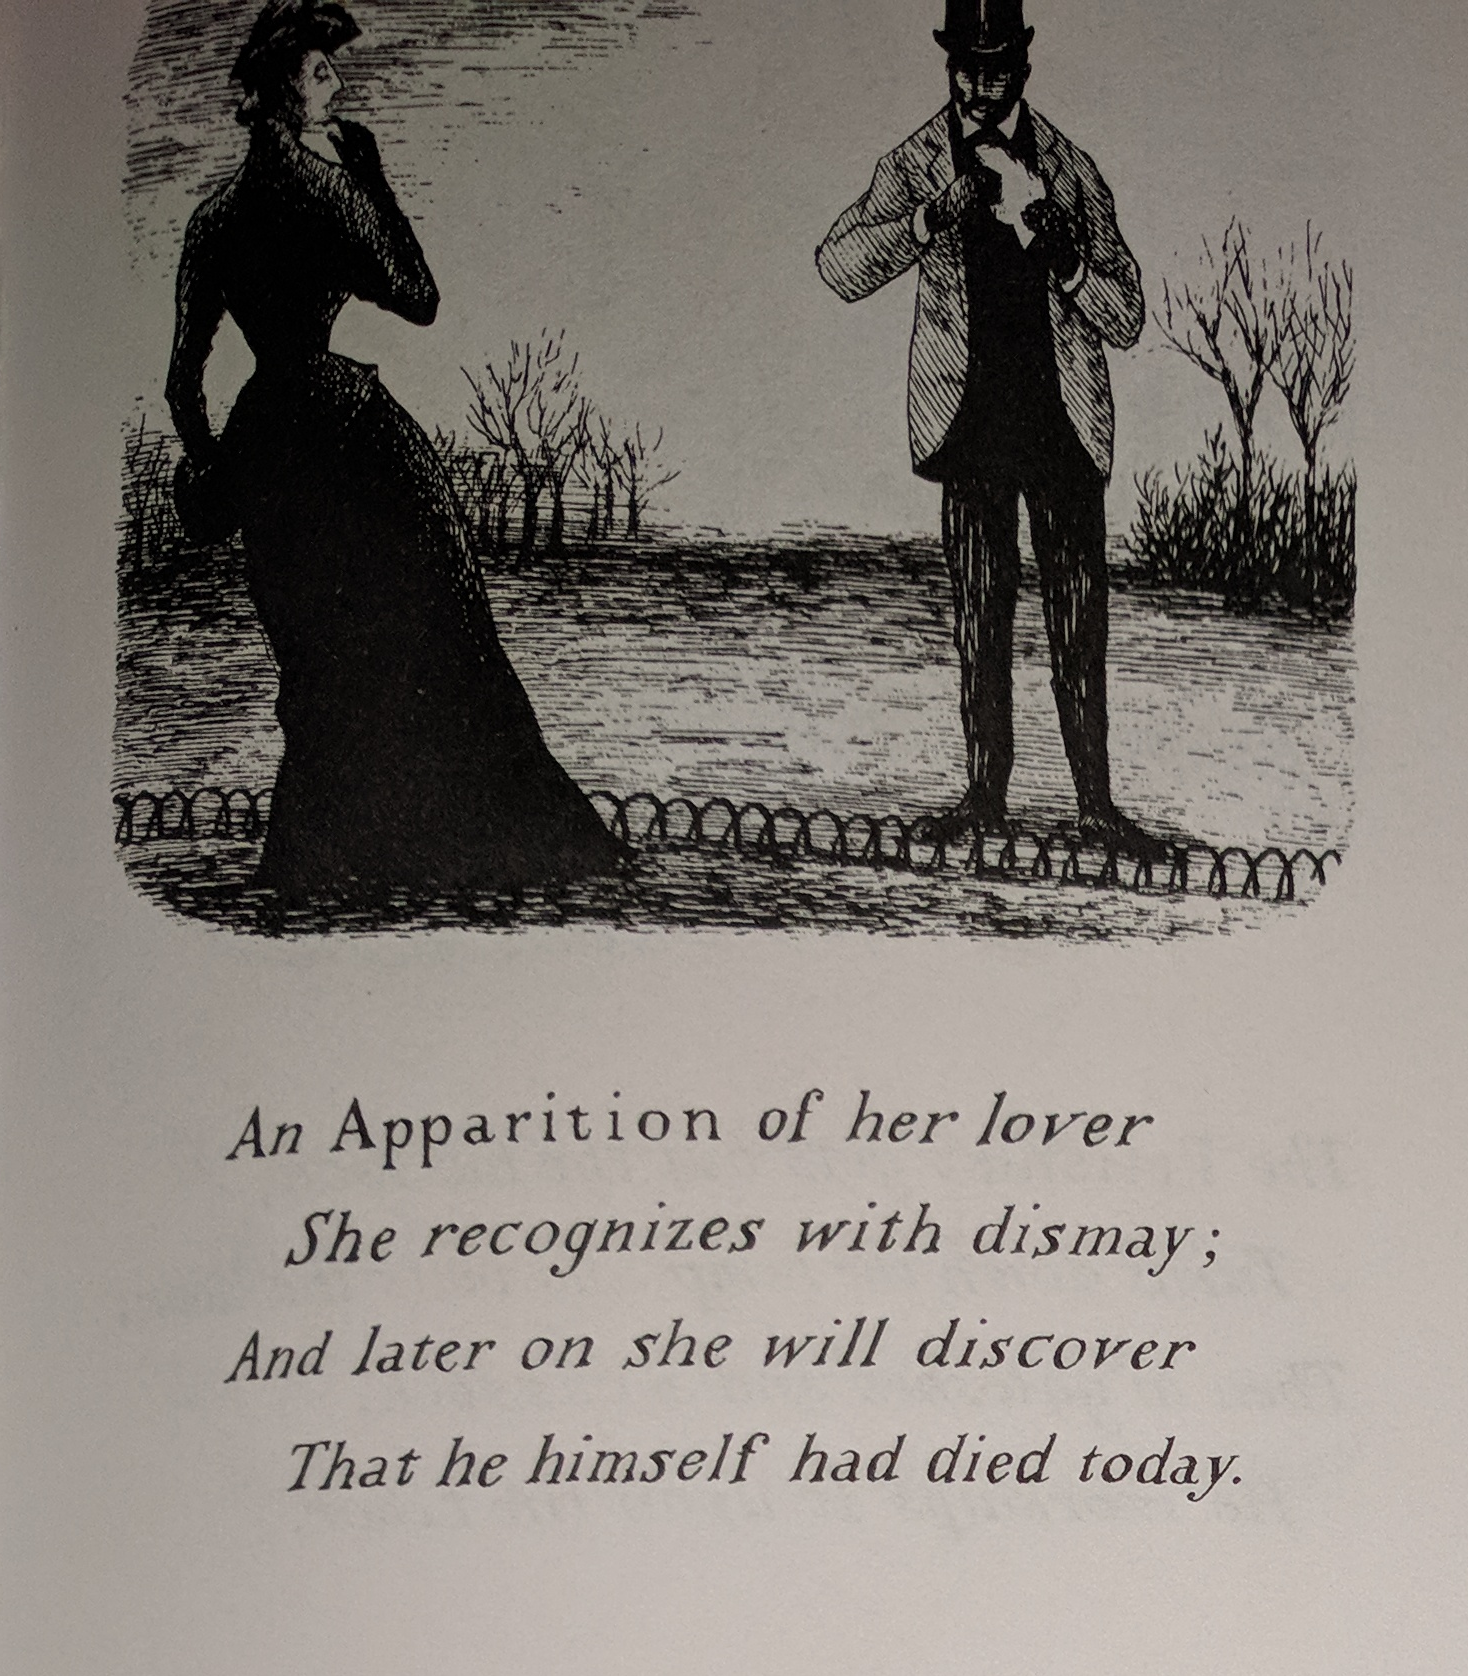 An Apparition of her lover
She recognizes with dismay;
And later on she will discover
That he himself had died today.